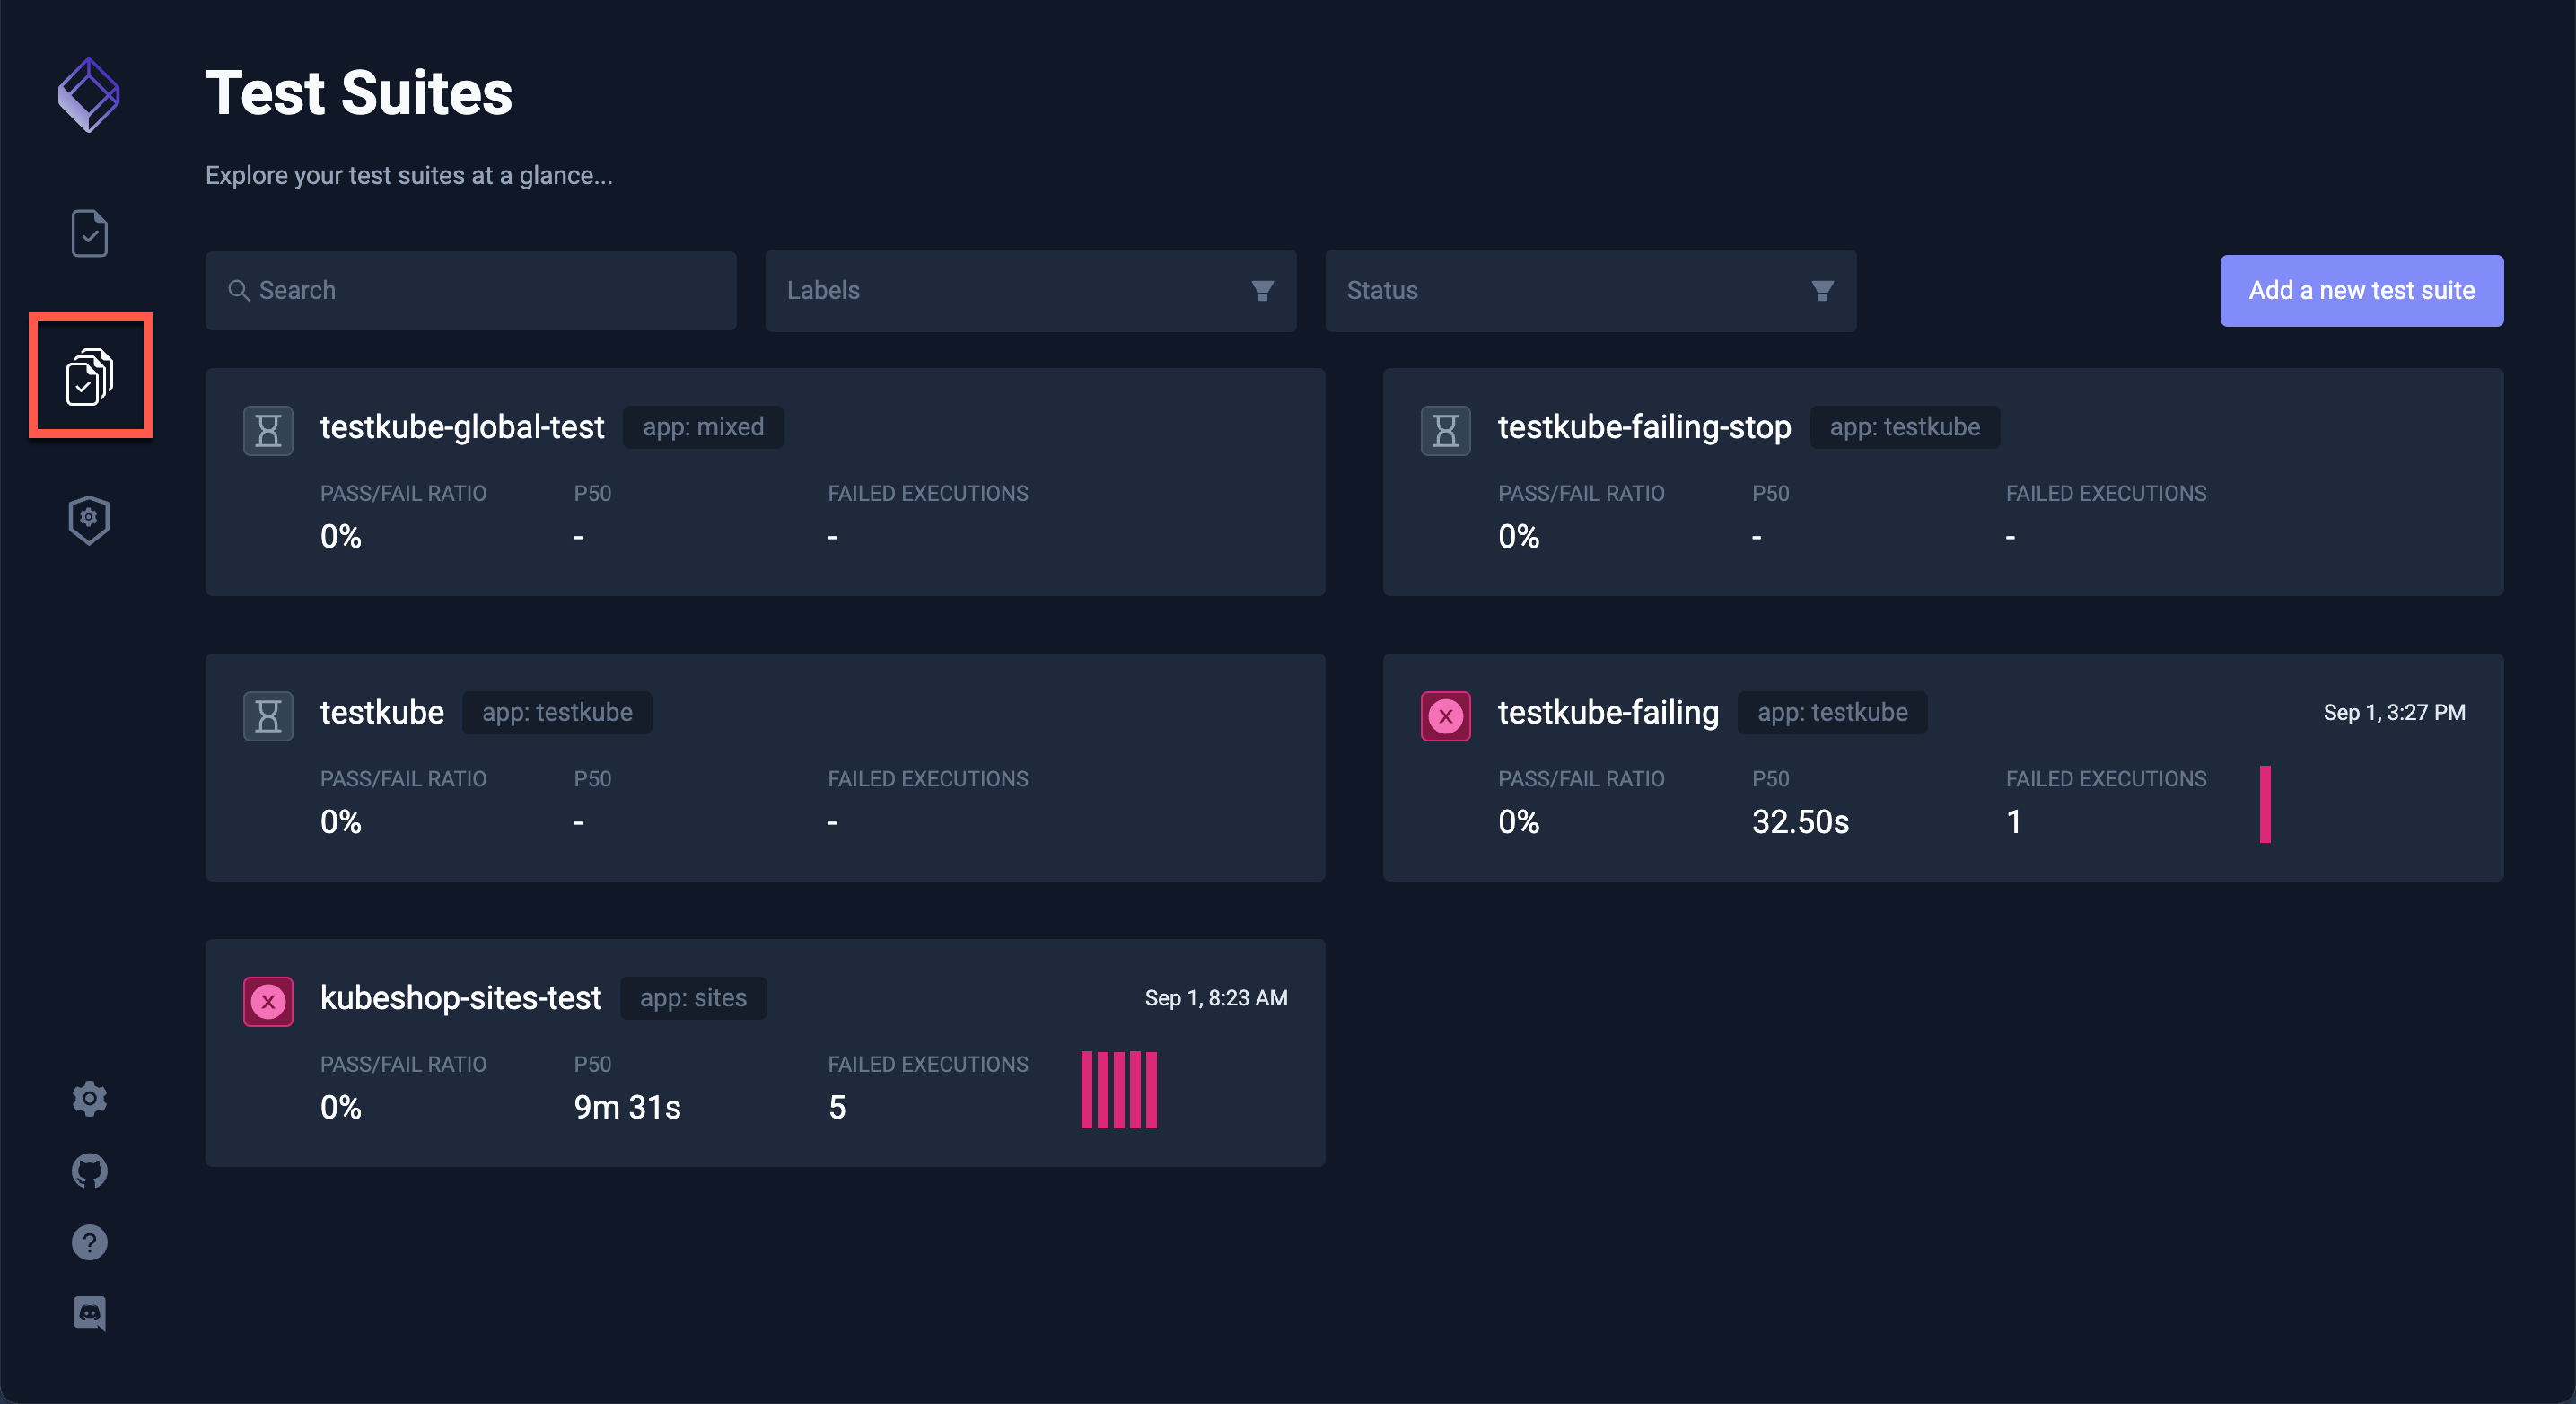 Test Suites
Explore your test suites at a glance...
Search
Labels
Status
Add a new test suite
testkube-global-test app: mixed
PASS/FAIL RATIO P50 FAILED EXECUTIONS
0% - -
testkube-failing-stop app: testkube
PASS/FAIL RATIO P50 FAILED EXECUTIONS
0% - -
testkube app: testkube
PASS/FAIL RATIO P50 FAILED EXECUTIONS
0% - -
testkube-failing app: testkube Sep 1, 3:27 PM
PASS/FAIL RATIO P50 FAILED EXECUTIONS
0% 32.50s 1
kubeshop-sites-test app: sites Sep 1, 8:23 AM
PASS/FAIL RATIO P50 FAILED EXECUTIONS
0% 9m 31s 5